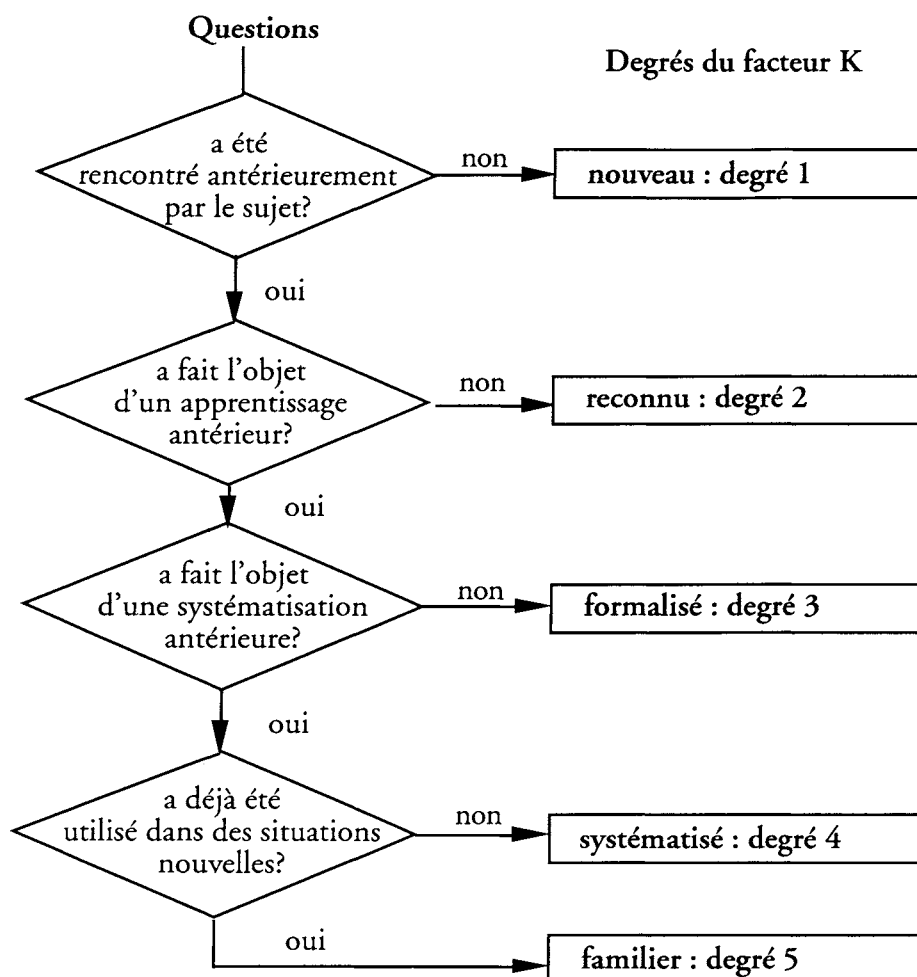 Questions
Degrés du facteur K
a été
rencontré antérieurement
par le sujet?
non
nouveau : degré 1
oui
a fait l'objet
d'un apprentissage
antérieur?
non
reconnu : degré 2
oui
a fait l'objet
d'une systématisation
antérieure?
non
formalisé : degré 3
oui
a déjà été
utilisé dans des situations
nouvelles?
non
systématisé : degré 4
oui
familier : degré 5